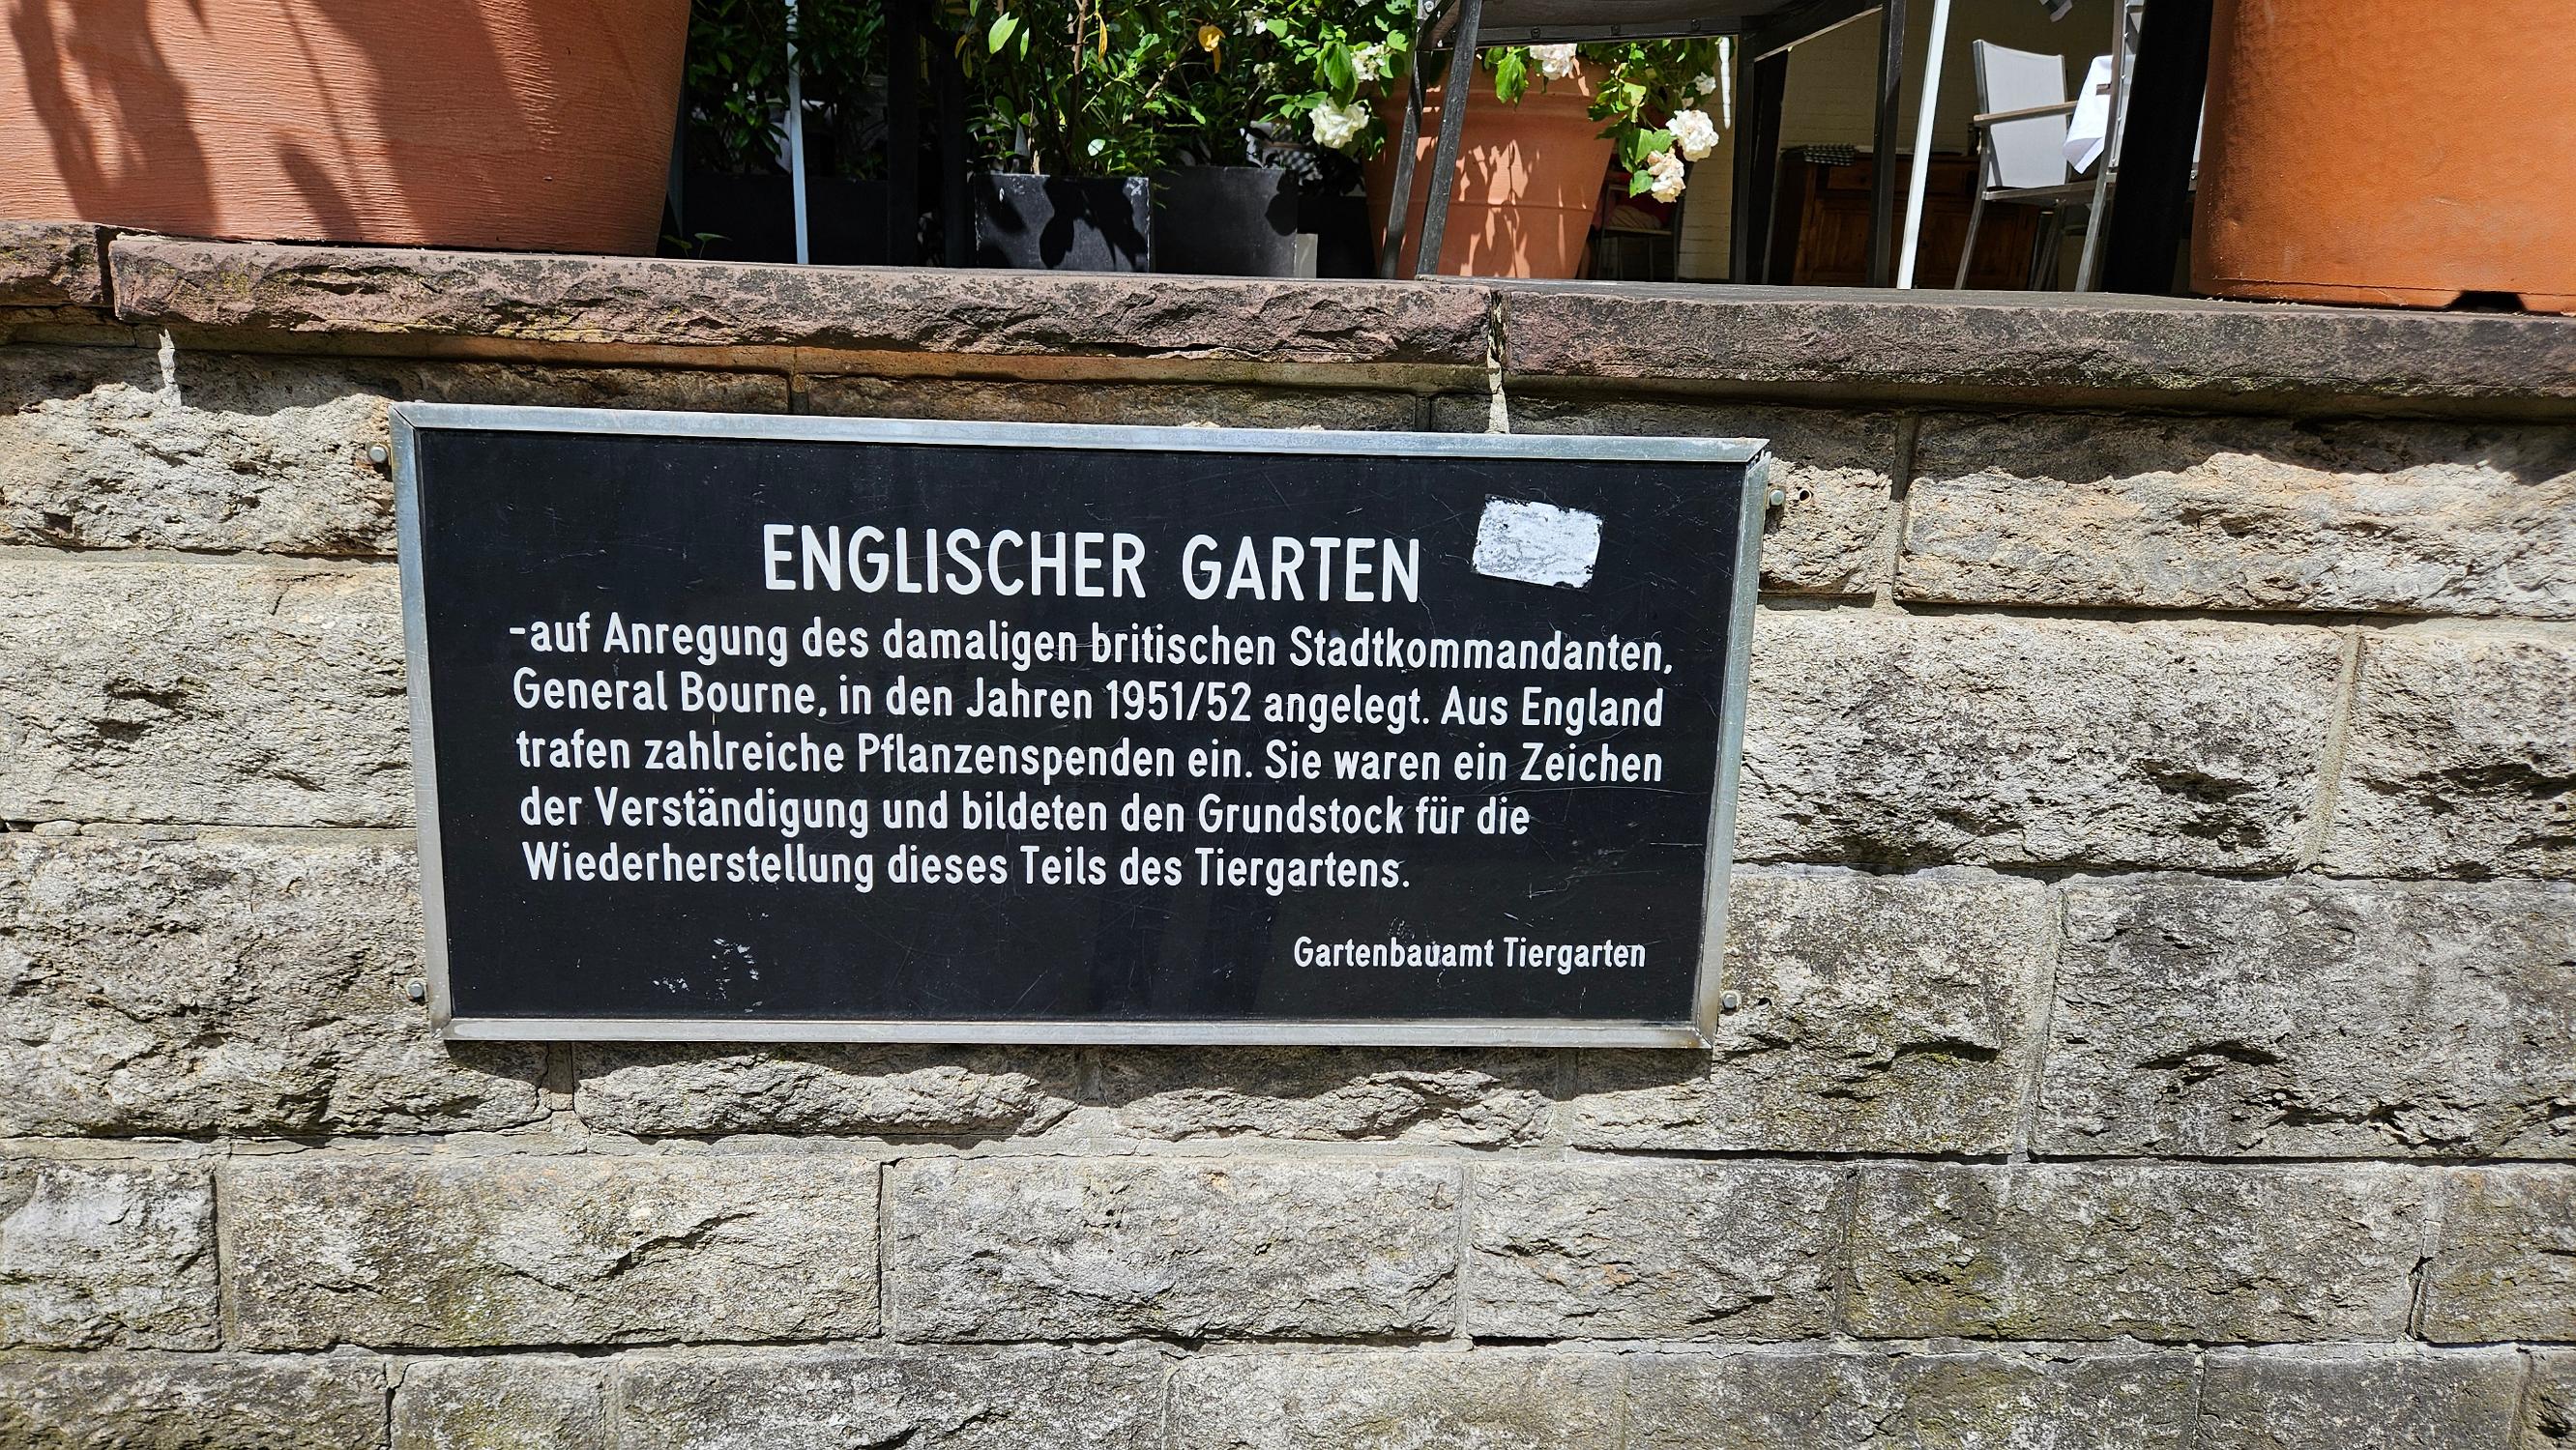 ENGLISCHER GARTEN
-auf Anregung des damaligen britischen Stadtkommandanten,
General Bourne, in den Jahren 1951/52 angelegt. Aus England
trafen zahlreiche Pflanzenspenden ein. Sie waren ein Zeichen
der Verständigung und bildeten den Grundstock für die
Wiederherstellung dieses Teils des Tiergartens.
Gartenbauamt Tiergarten